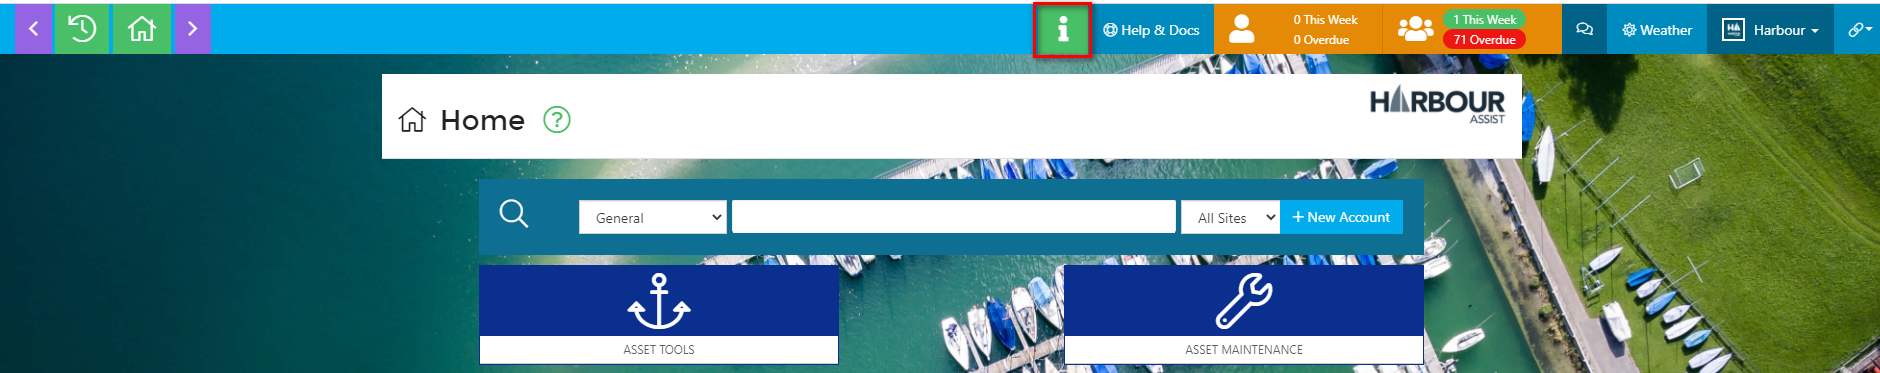 Help & Docs
0 This Week
0 Overdue
1 This Week
71 Overdue
Weather
Harbour
Home
HARBOUR
ASSIST
General
All Sites
+ New Account
ASSET TOOLS
ASSET MAINTENANCE